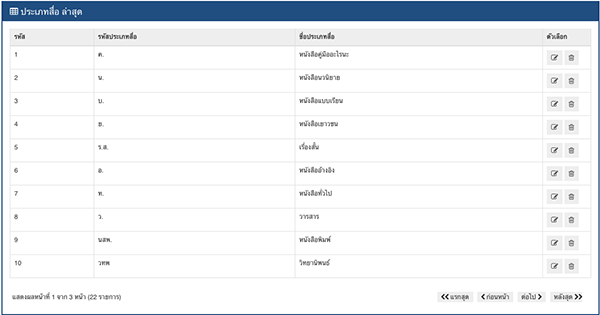 ประเภทสื่อ ล่าสุด
รหัส รหัสประเภทสื่อ ชื่อประเภทสื่อ ตัวเลือก
1 ค. หนังสือคู่มืออะไรนะ
2 น. หนังสือนวนิยาย
3 บ. หนังสือแบบเรียน
4 ย. หนังสือเยาวชน
5 ร.ส. เรื่องสั้น
6 อ. หนังสืออ้างอิง
7 ท. หนังสือทั่วไป
8 ว. วารสาร
9 นสพ. หนังสือพิมพ์
10 วทพ วิทยานิพนธ์
แสดงผลหน้าที่ 1 จาก 3 หน้า (22 รายการ) แรกสุด ก่อนหน้า ต่อไป หลังสุด